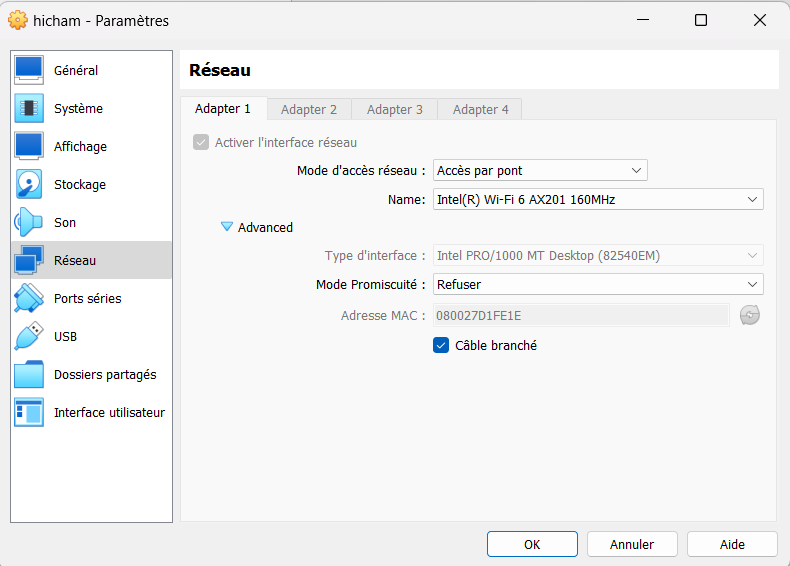 hicham - Paramètres
Général
Système
Affichage
Stockage
Son
Réseau
Ports séries
USB
Dossiers partagés
Interface utilisateur
Réseau
Adapter 1 Adapter 2 Adapter 3 Adapter 4
Activer l'interface réseau
Mode d'accès réseau : Accès par pont
Name: Intel(R) Wi-Fi 6 AX201 160MHz
Advanced
Type d'interface : Intel PRO/1000 MT Desktop (82540EM)
Mode Promiscuité : Refuser
Adresse MAC : 080027D1FE1E
Câble branché
OK Annuler Aide